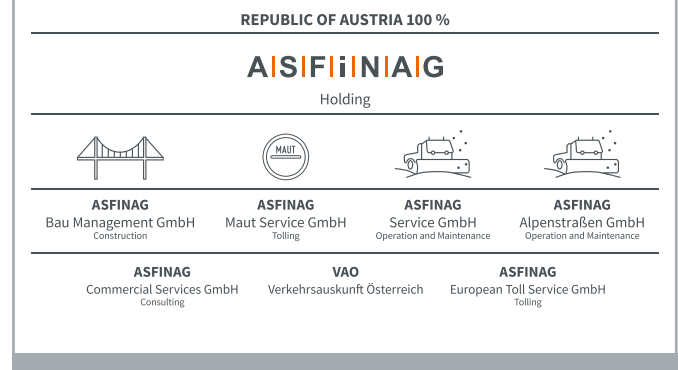 REPUBLIC OF AUSTRIA 100 %
A|S|F|i|N|A|G
Holding
MAUT
ASFINAG
Bau Management GmbH
Construction
ASFINAG
Maut Service GmbH
Tolling
ASFINAG
Service GmbH
Operation and Maintenance
ASFINAG
Alpenstraßen GmbH
Operation and Maintenance
ASFINAG
Commercial Services GmbH
Consulting
VAO
Verkehrsauskunft Österreich
ASFINAG
European Toll Service GmbH
Tolling